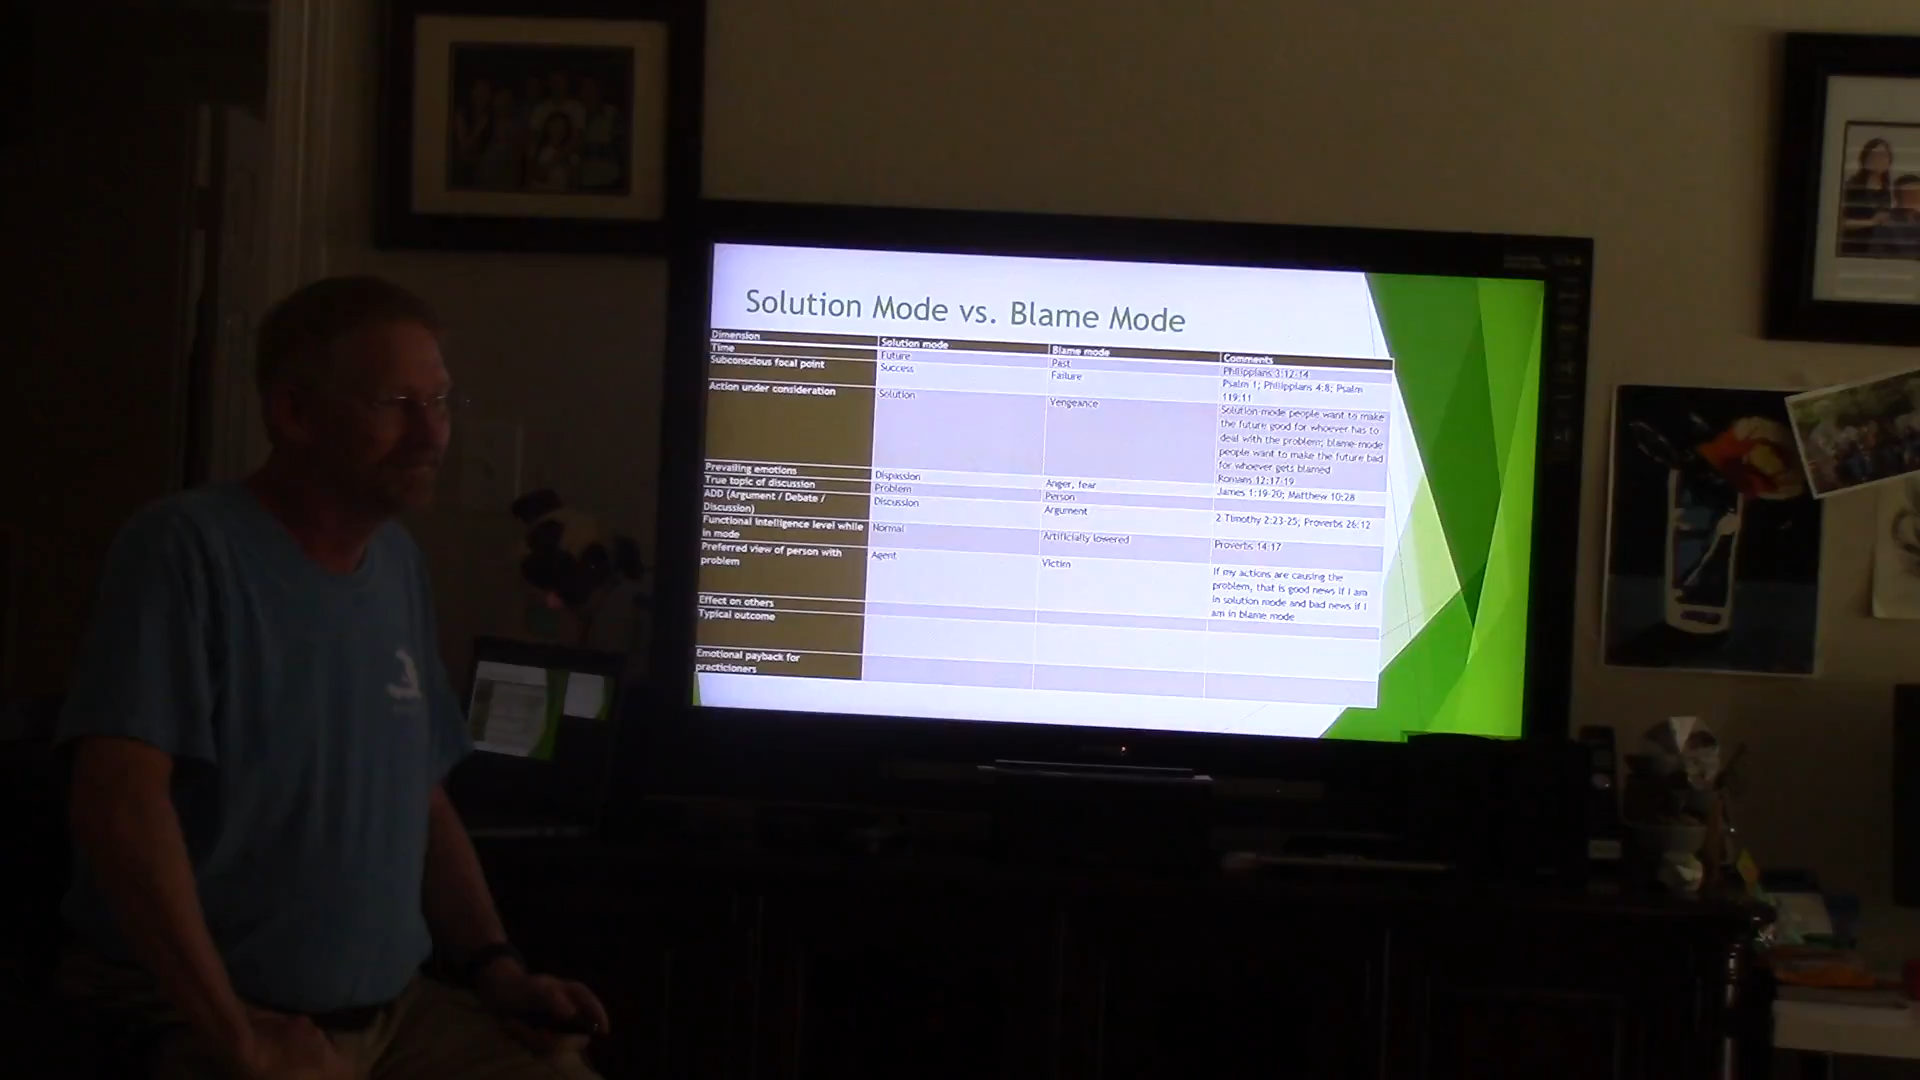 Solution Mode vs. Blame Mode
Dimension Solution mode Blame mode Comments
Time Future Past Philippians 3:12-14
Subconscious focal point Success Failure Psalm 1; Philippians 4:8; Psalm
119:11
Action under consideration Solution Vengeance Solution mode people want to make
the future good for whoever has to
deal with the problem; blame mode
people want to make the future bad
for whoever gets blamed
Romans 12:17-19
Prevailing emotions Dispassion Anger, fear James 1:19-20; Matthew 10:28
True topic of discussion Problem Person
ADD (Argument / Debate / Discussion Argument 2 Timothy 2:23-25; Proverbs 26:12
Discussion)
Functional intelligence level while Normal Artificially lowered Proverbs 14:17
in mode
Preferred view of person with Agent Victim If my actions are causing the
problem problem, that is good news if I am
in solution mode and bad news if I
am in blame mode
Effect on others
Typical outcome
Emotional payback for
practicioners